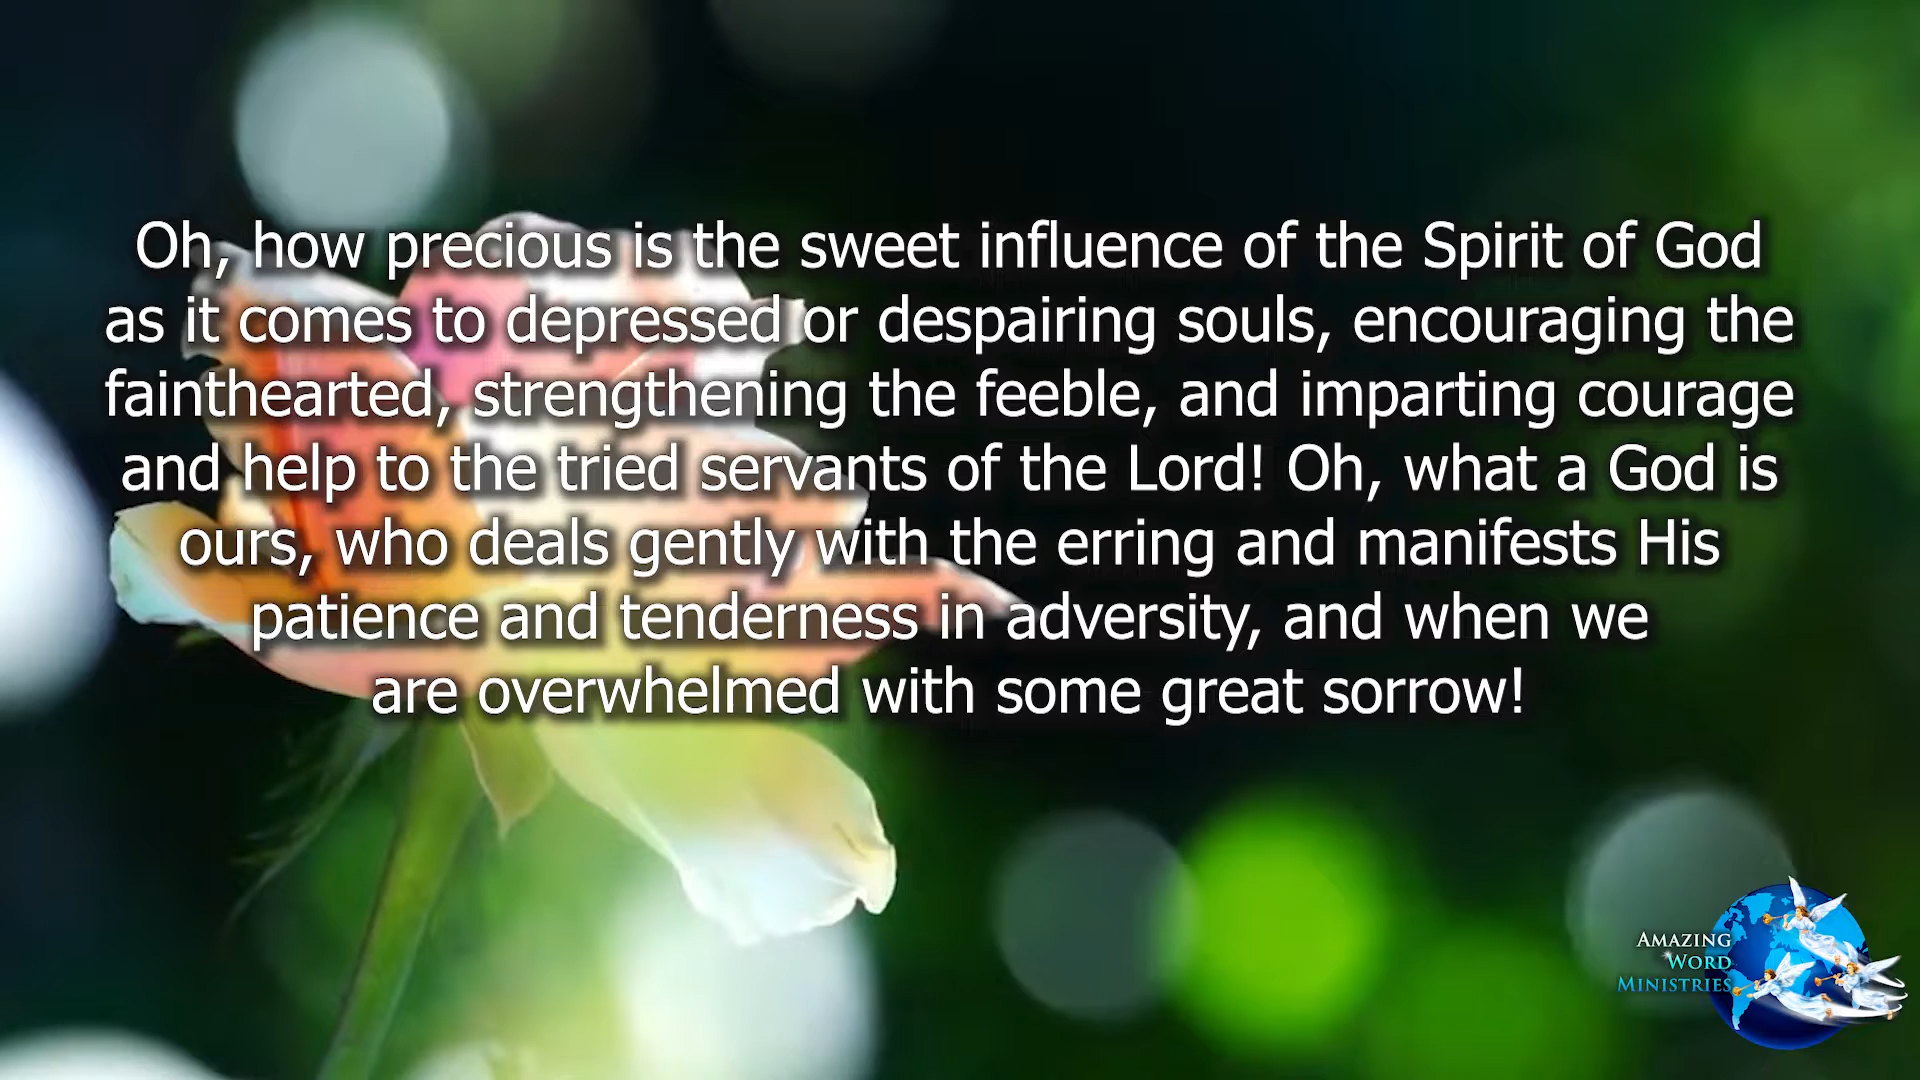 Oh, how precious is the sweet influence of the Spirit of God
as it comes to depressed or despairing souls, encouraging the
fainthearted, strengthening the feeble, and imparting courage
and help to the tried servants of the Lord! Oh, what a God is
ours, who deals gently with the erring and manifests His
patience and tenderness in adversity, and when we
are overwhelmed with some great sorrow!
AMAZING
WORD
MINISTRIES